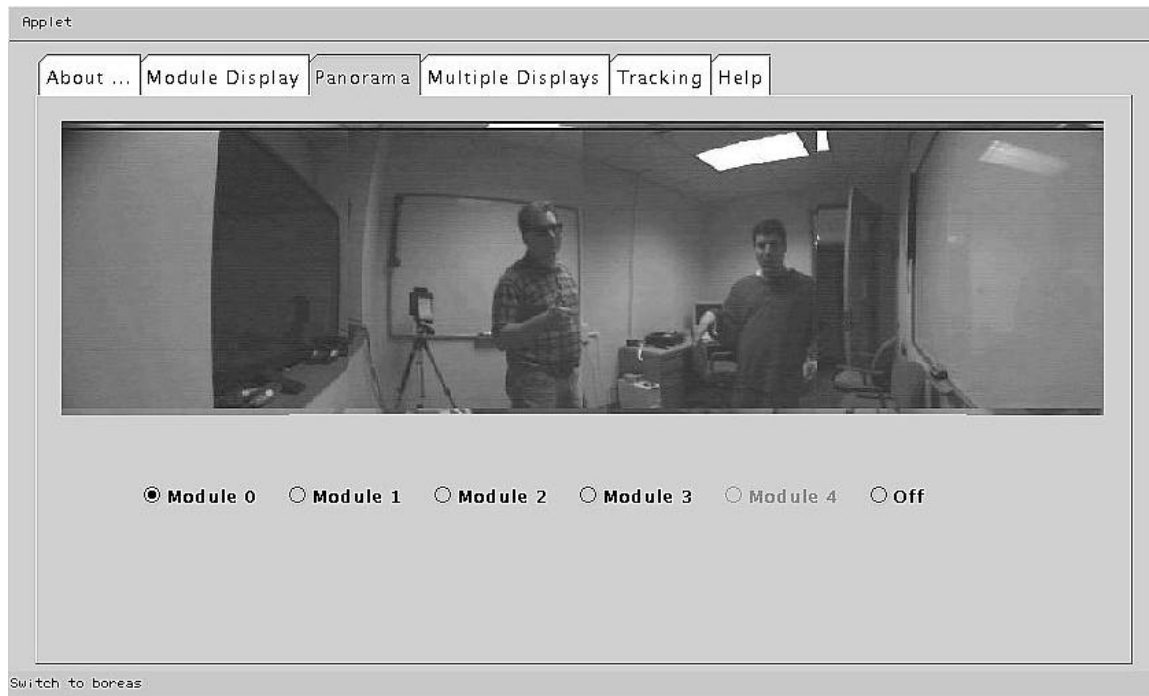 Applet
About ... Module Display Panorama Multiple Displays Tracking Help
Module 0 Module 1 Module 2 Module 3 Module 4 Off
Switch to boreas